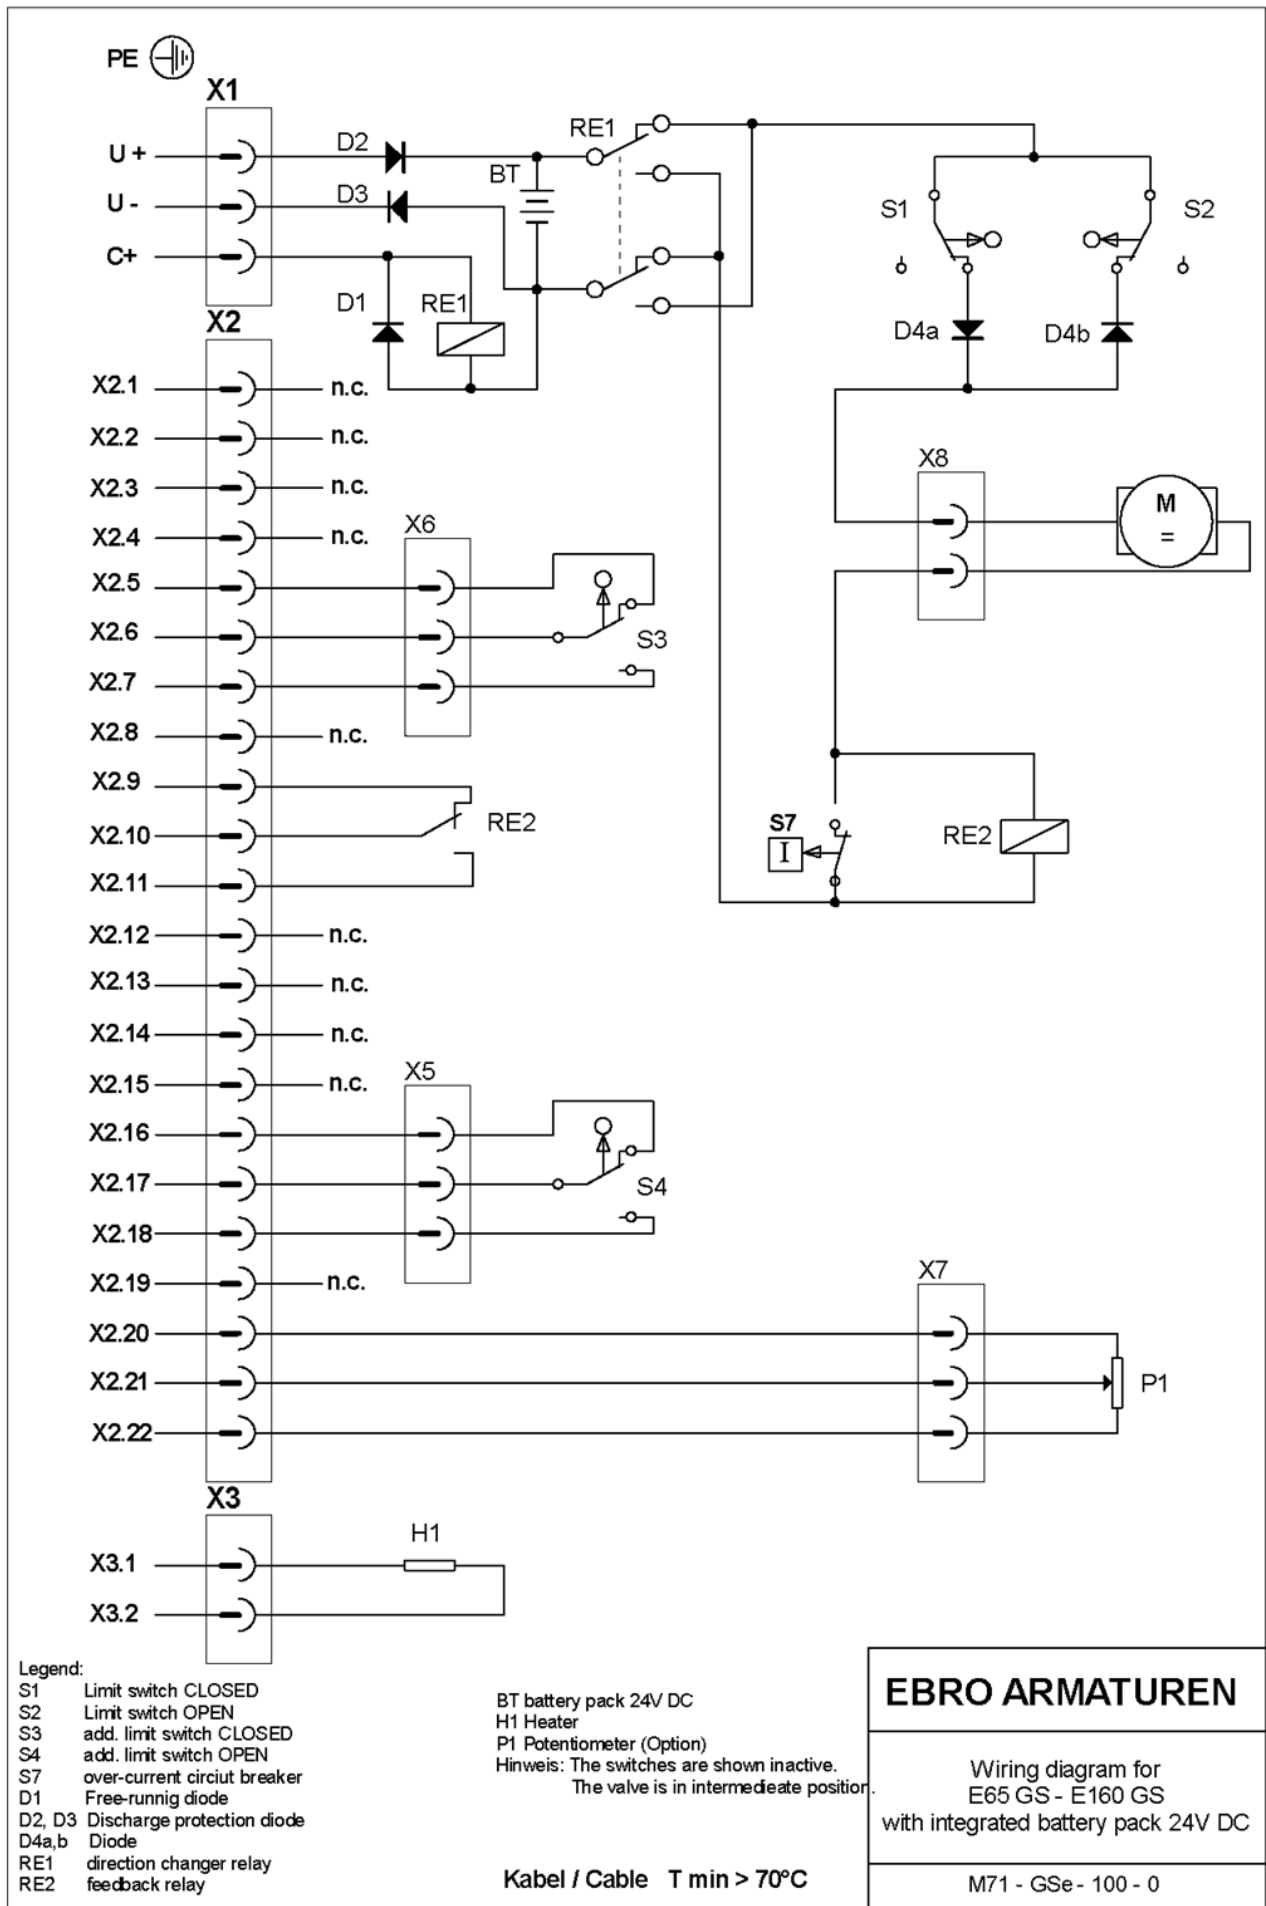 PE
X1
U +
D2
RE1
BT
U -
D3
S1
S2
C+
D1
RE1
X2
D4a
D4b
X2.1
n.c.
X2.2
n.c.
X8
X2.3
n.c.
M
=
X2.4
n.c.
X6
X2.5
X2.6
S3
X2.7
X2.8
n.c.
X2.9
RE2
X2.10
S7
I
RE2
X2.11
X2.12
n.c.
X2.13
n.c.
X2.14
n.c.
X2.15
n.c.
X5
X2.16
X2.17
S4
X2.18
X2.19
n.c.
X7
X2.20
X2.21
P1
X2.22
X3
H1
X3.1
X3.2
Legend:
S1 Limit switch CLOSED
S2 Limit switch OPEN
S3 add. limit switch CLOSED
S4 add. limit switch OPEN
S7 over-current circiut breaker
D1 Free-runnig diode
D2, D3 Discharge protection diode
D4a,b Diode
RE1 direction changer relay
RE2 feedback relay
BT battery pack 24V DC
H1 Heater
P1 Potentiometer (Option)
Hinweis: The switches are shown inactive.
The valve is in intermedieate position.
Kabel / Cable T min > 70°C
EBRO ARMATUREN
Wiring diagram for
E65 GS - E160 GS
with integrated battery pack 24V DC
M71 - GSe - 100 - 0